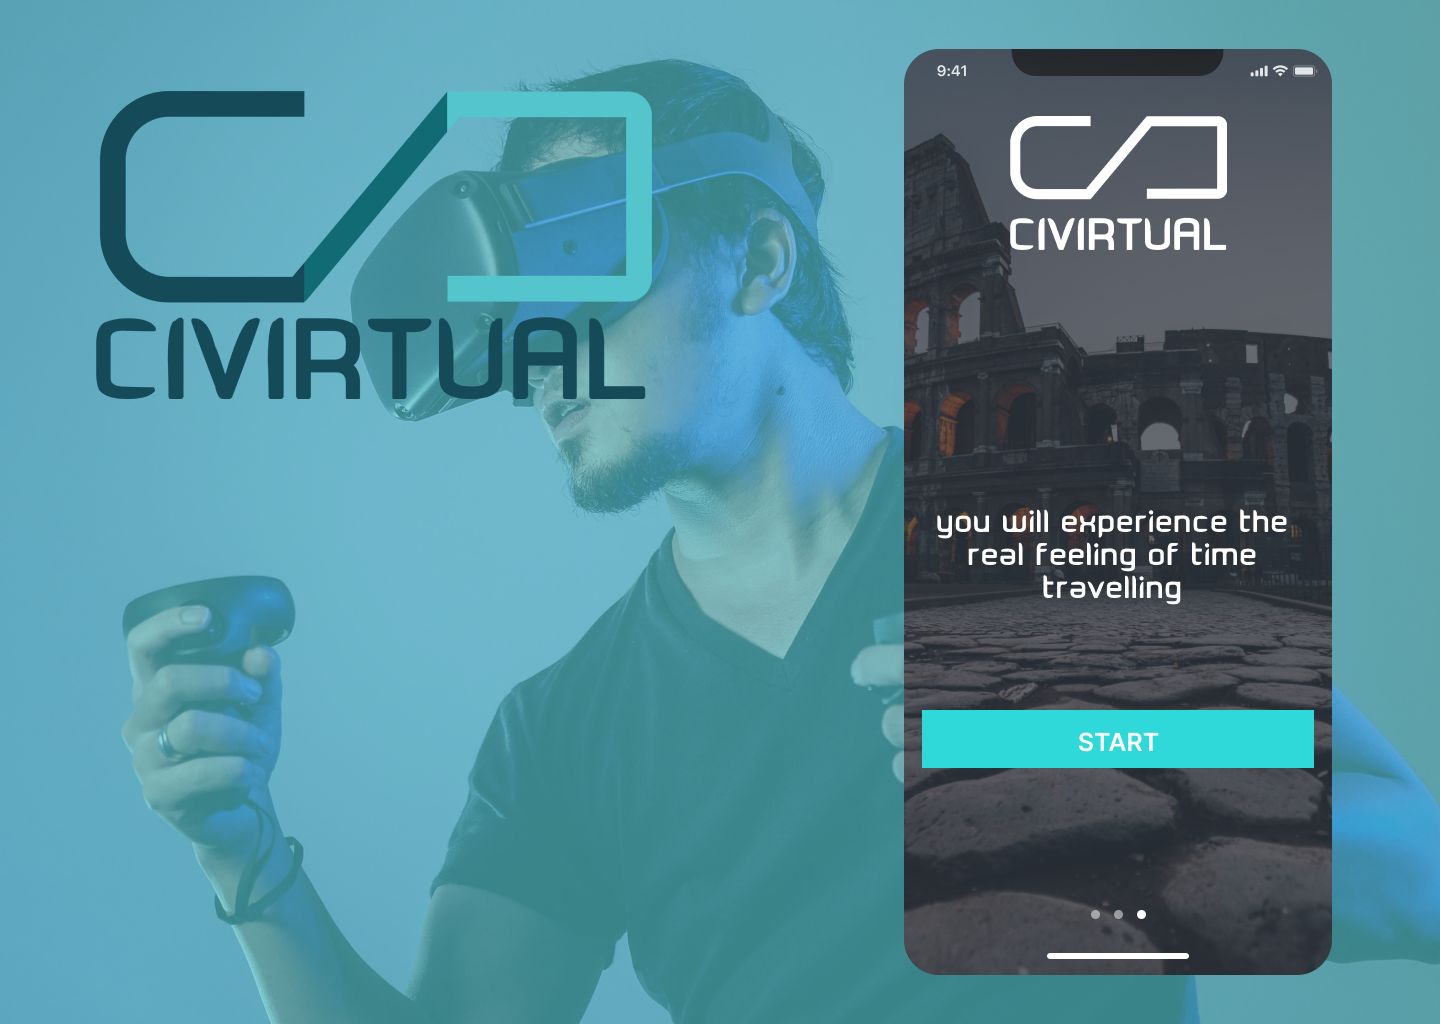 CIVIRTUAL
9:41
CIVIRTUAL
you will experience the
real feeling of time
travelling
START